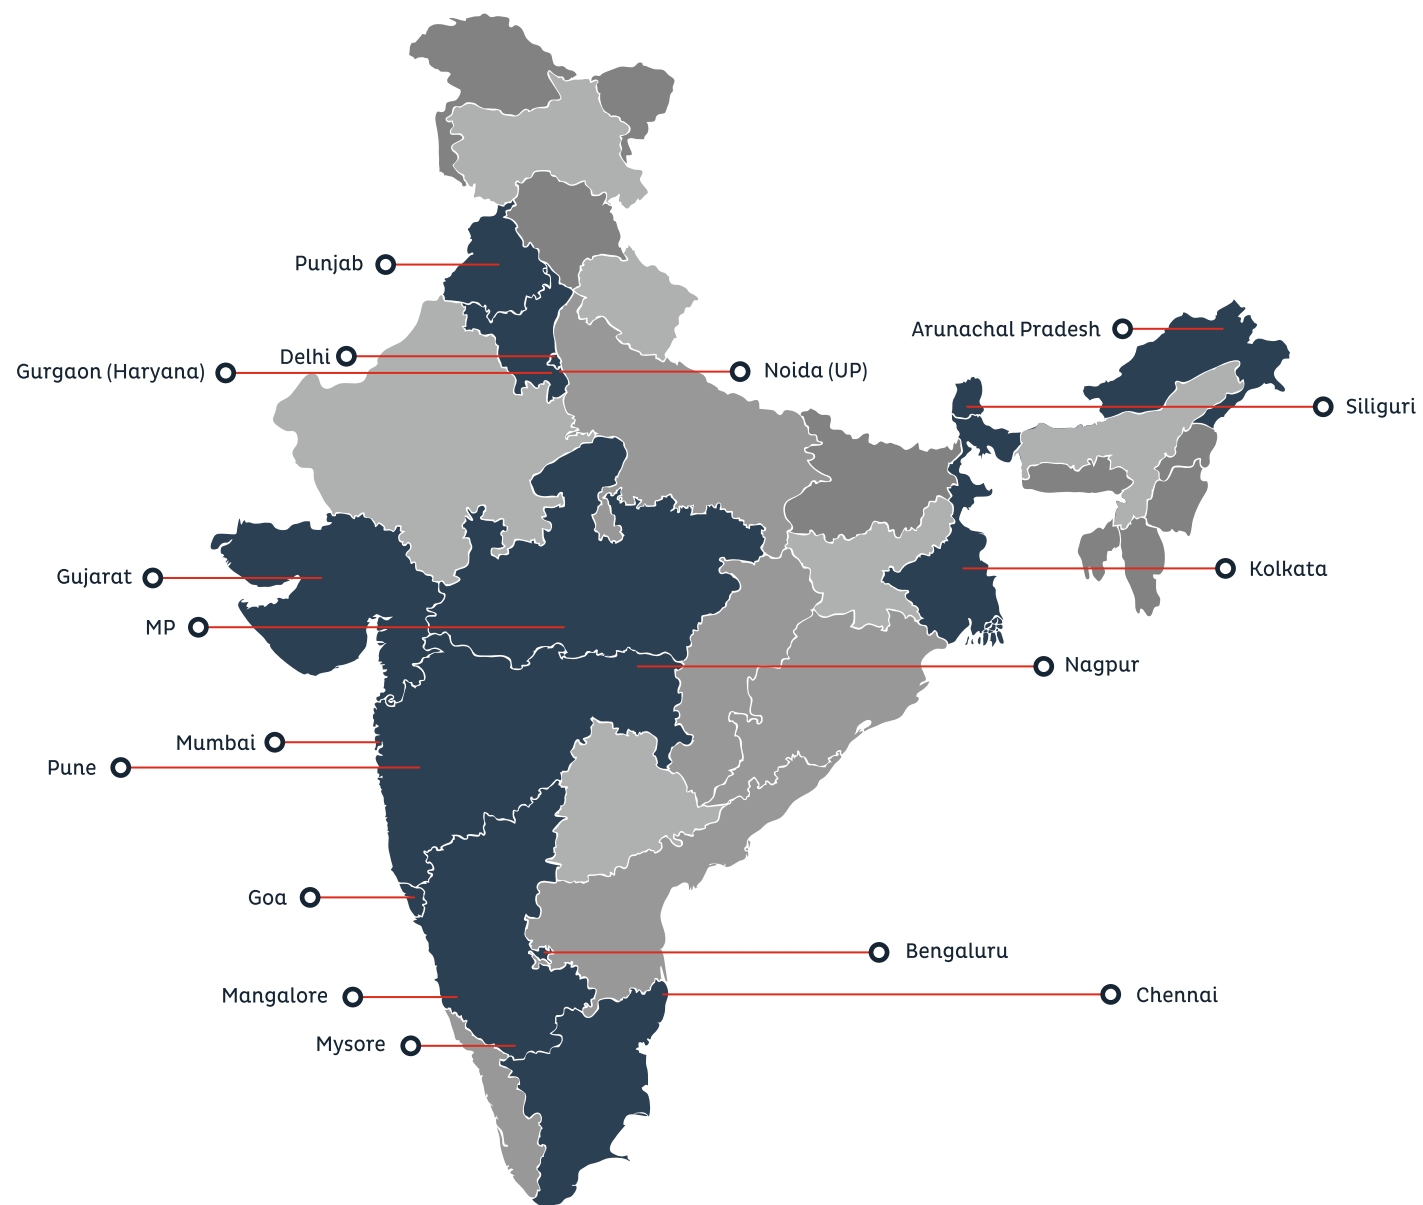 Punjab
Arunachal Pradesh
Delhi
Gurgaon (Haryana)
Noida (UP)
Siliguri
Gujarat
Kolkata
MP
Nagpur
Mumbai
Pune
Goa
Bengaluru
Mangalore
Chennai
Mysore